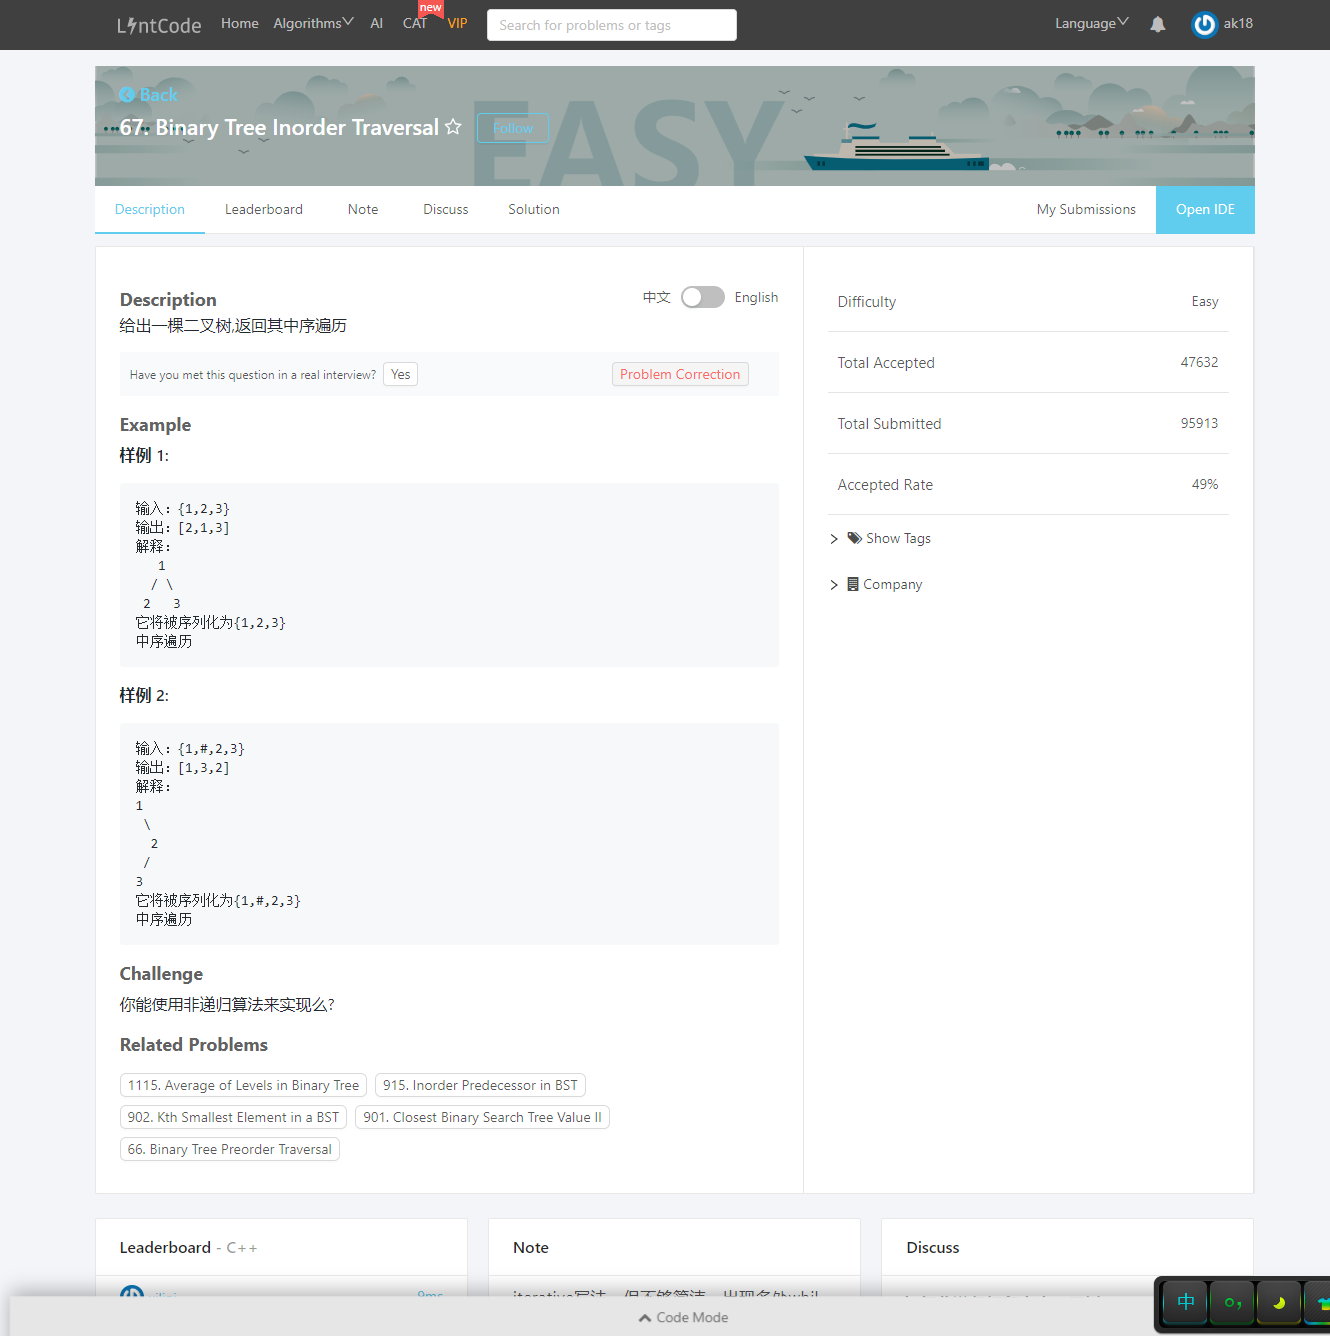 LintCode Home Algorithms AI CAT new VIP Search for problems or tags Language ak18
Back
EASY
67. Binary Tree Inorder Traversal Follow
Description Leaderboard Note Discuss Solution My Submissions Open IDE
Description 中文 English
给出一棵二叉树,返回其中序遍历
Have you met this question in a real interview? Yes Problem Correction
Example
样例 1:
输入：{1,2,3}
输出：[2,1,3]
解释：
1
/ \
2 3
它将被序列化为{1,2,3}
中序遍历
样例 2:
输入：{1,#,2,3}
输出：[1,3,2]
解释：
1
\
2
/
3
它将被序列化为{1,#,2,3}
中序遍历
Challenge
你能使用非递归算法来实现么?
Related Problems
1115. Average of Levels in Binary Tree 915. Inorder Predecessor in BST
902. Kth Smallest Element in a BST 901. Closest Binary Search Tree Value II
66. Binary Tree Preorder Traversal
Difficulty Easy
Total Accepted 47632
Total Submitted 95913
Accepted Rate 49%
Show Tags
Company
Leaderboard - C++
Note
Discuss
Code Mode
中